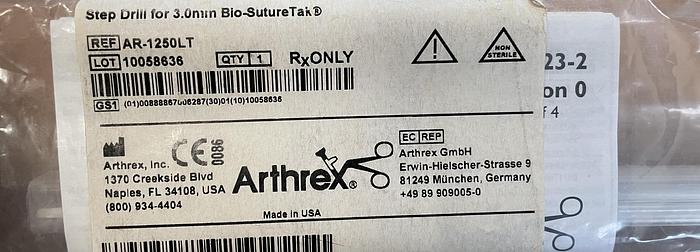 Step Drill for 3.0mm Bio-SutureTak®
REF AR-1250LT
LOT 10058636 QTY 1 RxONLY
NON
STERILE
GS1 (01)00888867006287(30)01(10)10058636
23-2
on 0
f 4
CE 0086
EC REP
Arthrex, Inc.
1370 Creekside Blvd
Naples, FL 34108, USA
(800) 934-4404
Arthrex®
Arthrex GmbH
Erwin-Hielscher-Strasse 9
81249 München, Germany
+49 89 909005-0
Made in USA